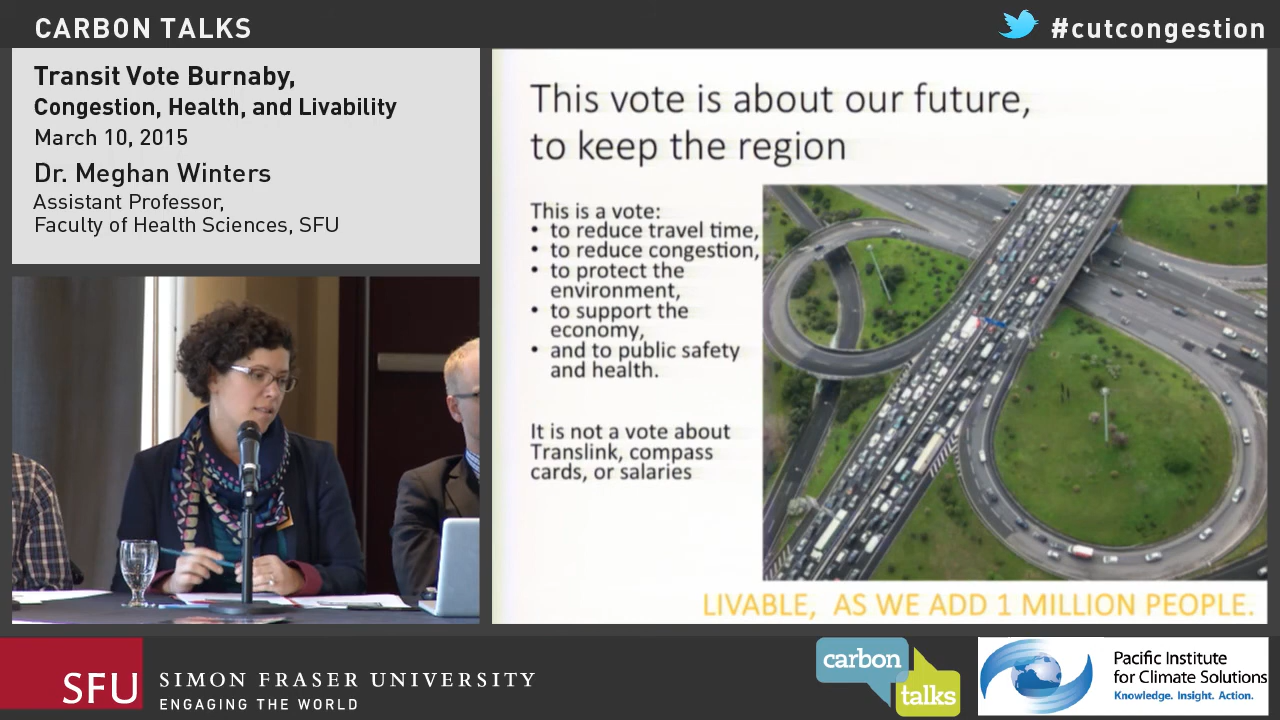 CARBON TALKS
#cutcongestion
Transit Vote Burnaby,
Congestion, Health, and Livability
March 10, 2015
Dr. Meghan Winters
Assistant Professor,
Faculty of Health Sciences, SFU
This vote is about our future,
to keep the region
This is a vote:
• to reduce travel time,
• to reduce congestion,
• to protect the
environment,
• to support the
economy,
• and to public safety
and health.
It is not a vote about
Translink, compass
cards, or salaries
LIVABLE, AS WE ADD 1 MILLION PEOPLE.
SFU
SIMON FRASER UNIVERSITY
ENGAGING THE WORLD
carbon
talks
Pacific Institute
for Climate Solutions
Knowledge. Insight. Action.